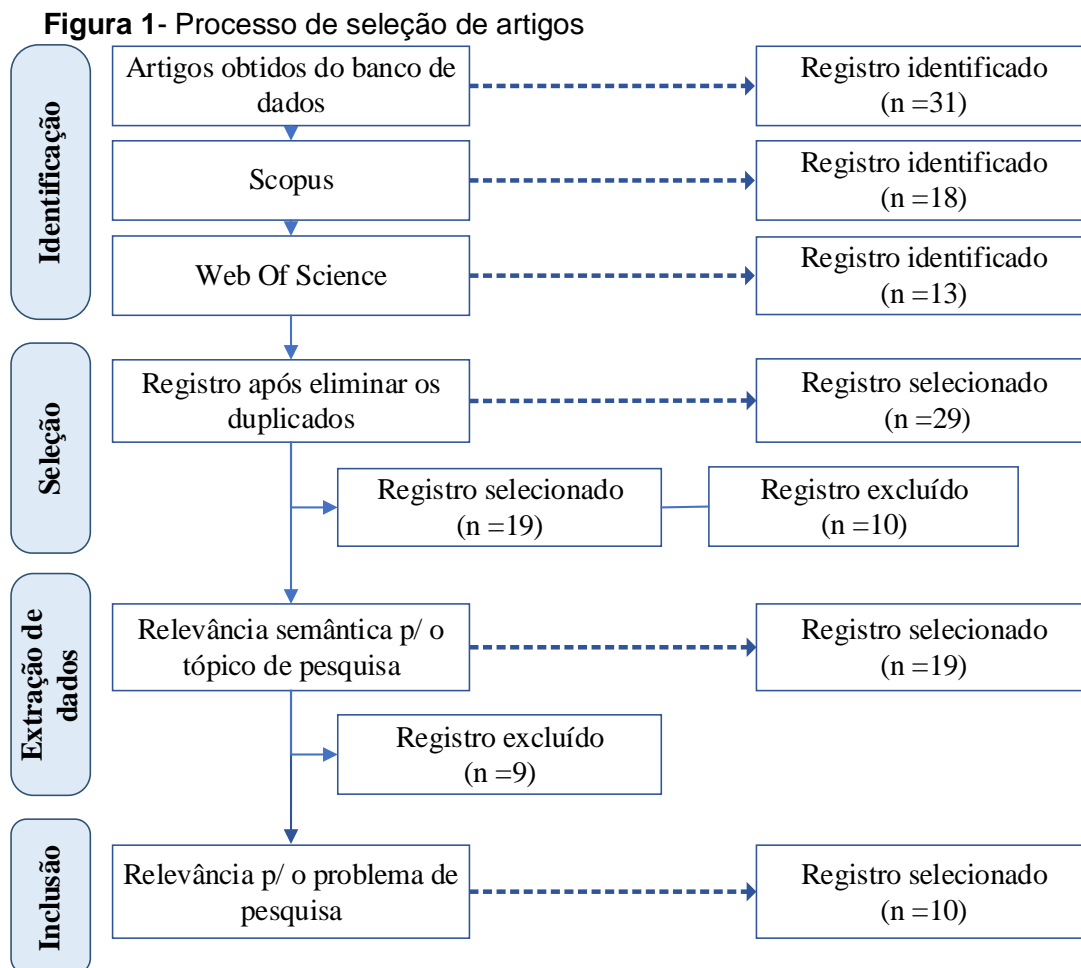 Figura 1- Processo de seleção de artigos
Identificação
Artigos obtidos do banco de
dados
Registro identificado
(n =31)
Scopus
Registro identificado
(n =18)
Web Of Science
Registro identificado
(n =13)
Seleção
Registro após eliminar os
duplicados
Registro selecionado
(n =29)
Registro selecionado
(n =19)
Registro excluído
(n =10)
Extração de
dados
Relevância semântica p/ o
tópico de pesquisa
Registro selecionado
(n =19)
Registro excluído
(n =9)
Inclusão
Relevância p/ o problema de
pesquisa
Registro selecionado
(n =10)